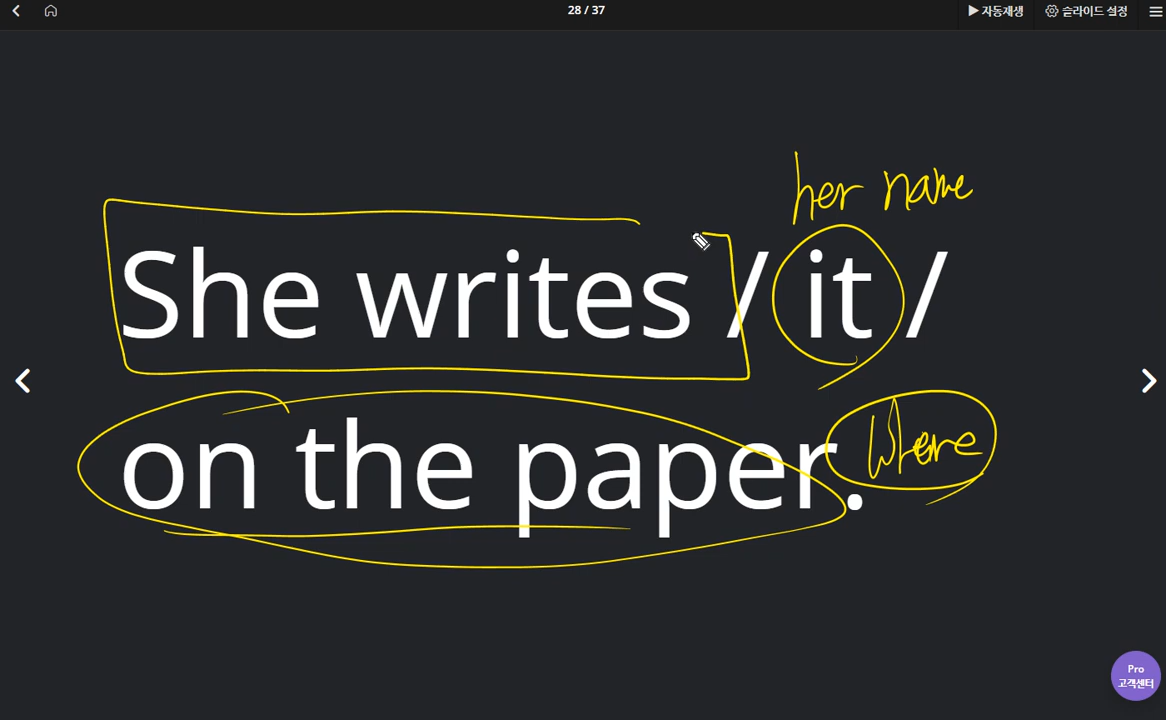 28 / 37
자동재생
슬라이드 설정
her name
She writes / it /
on the paper.
Where
Pro
고객센터